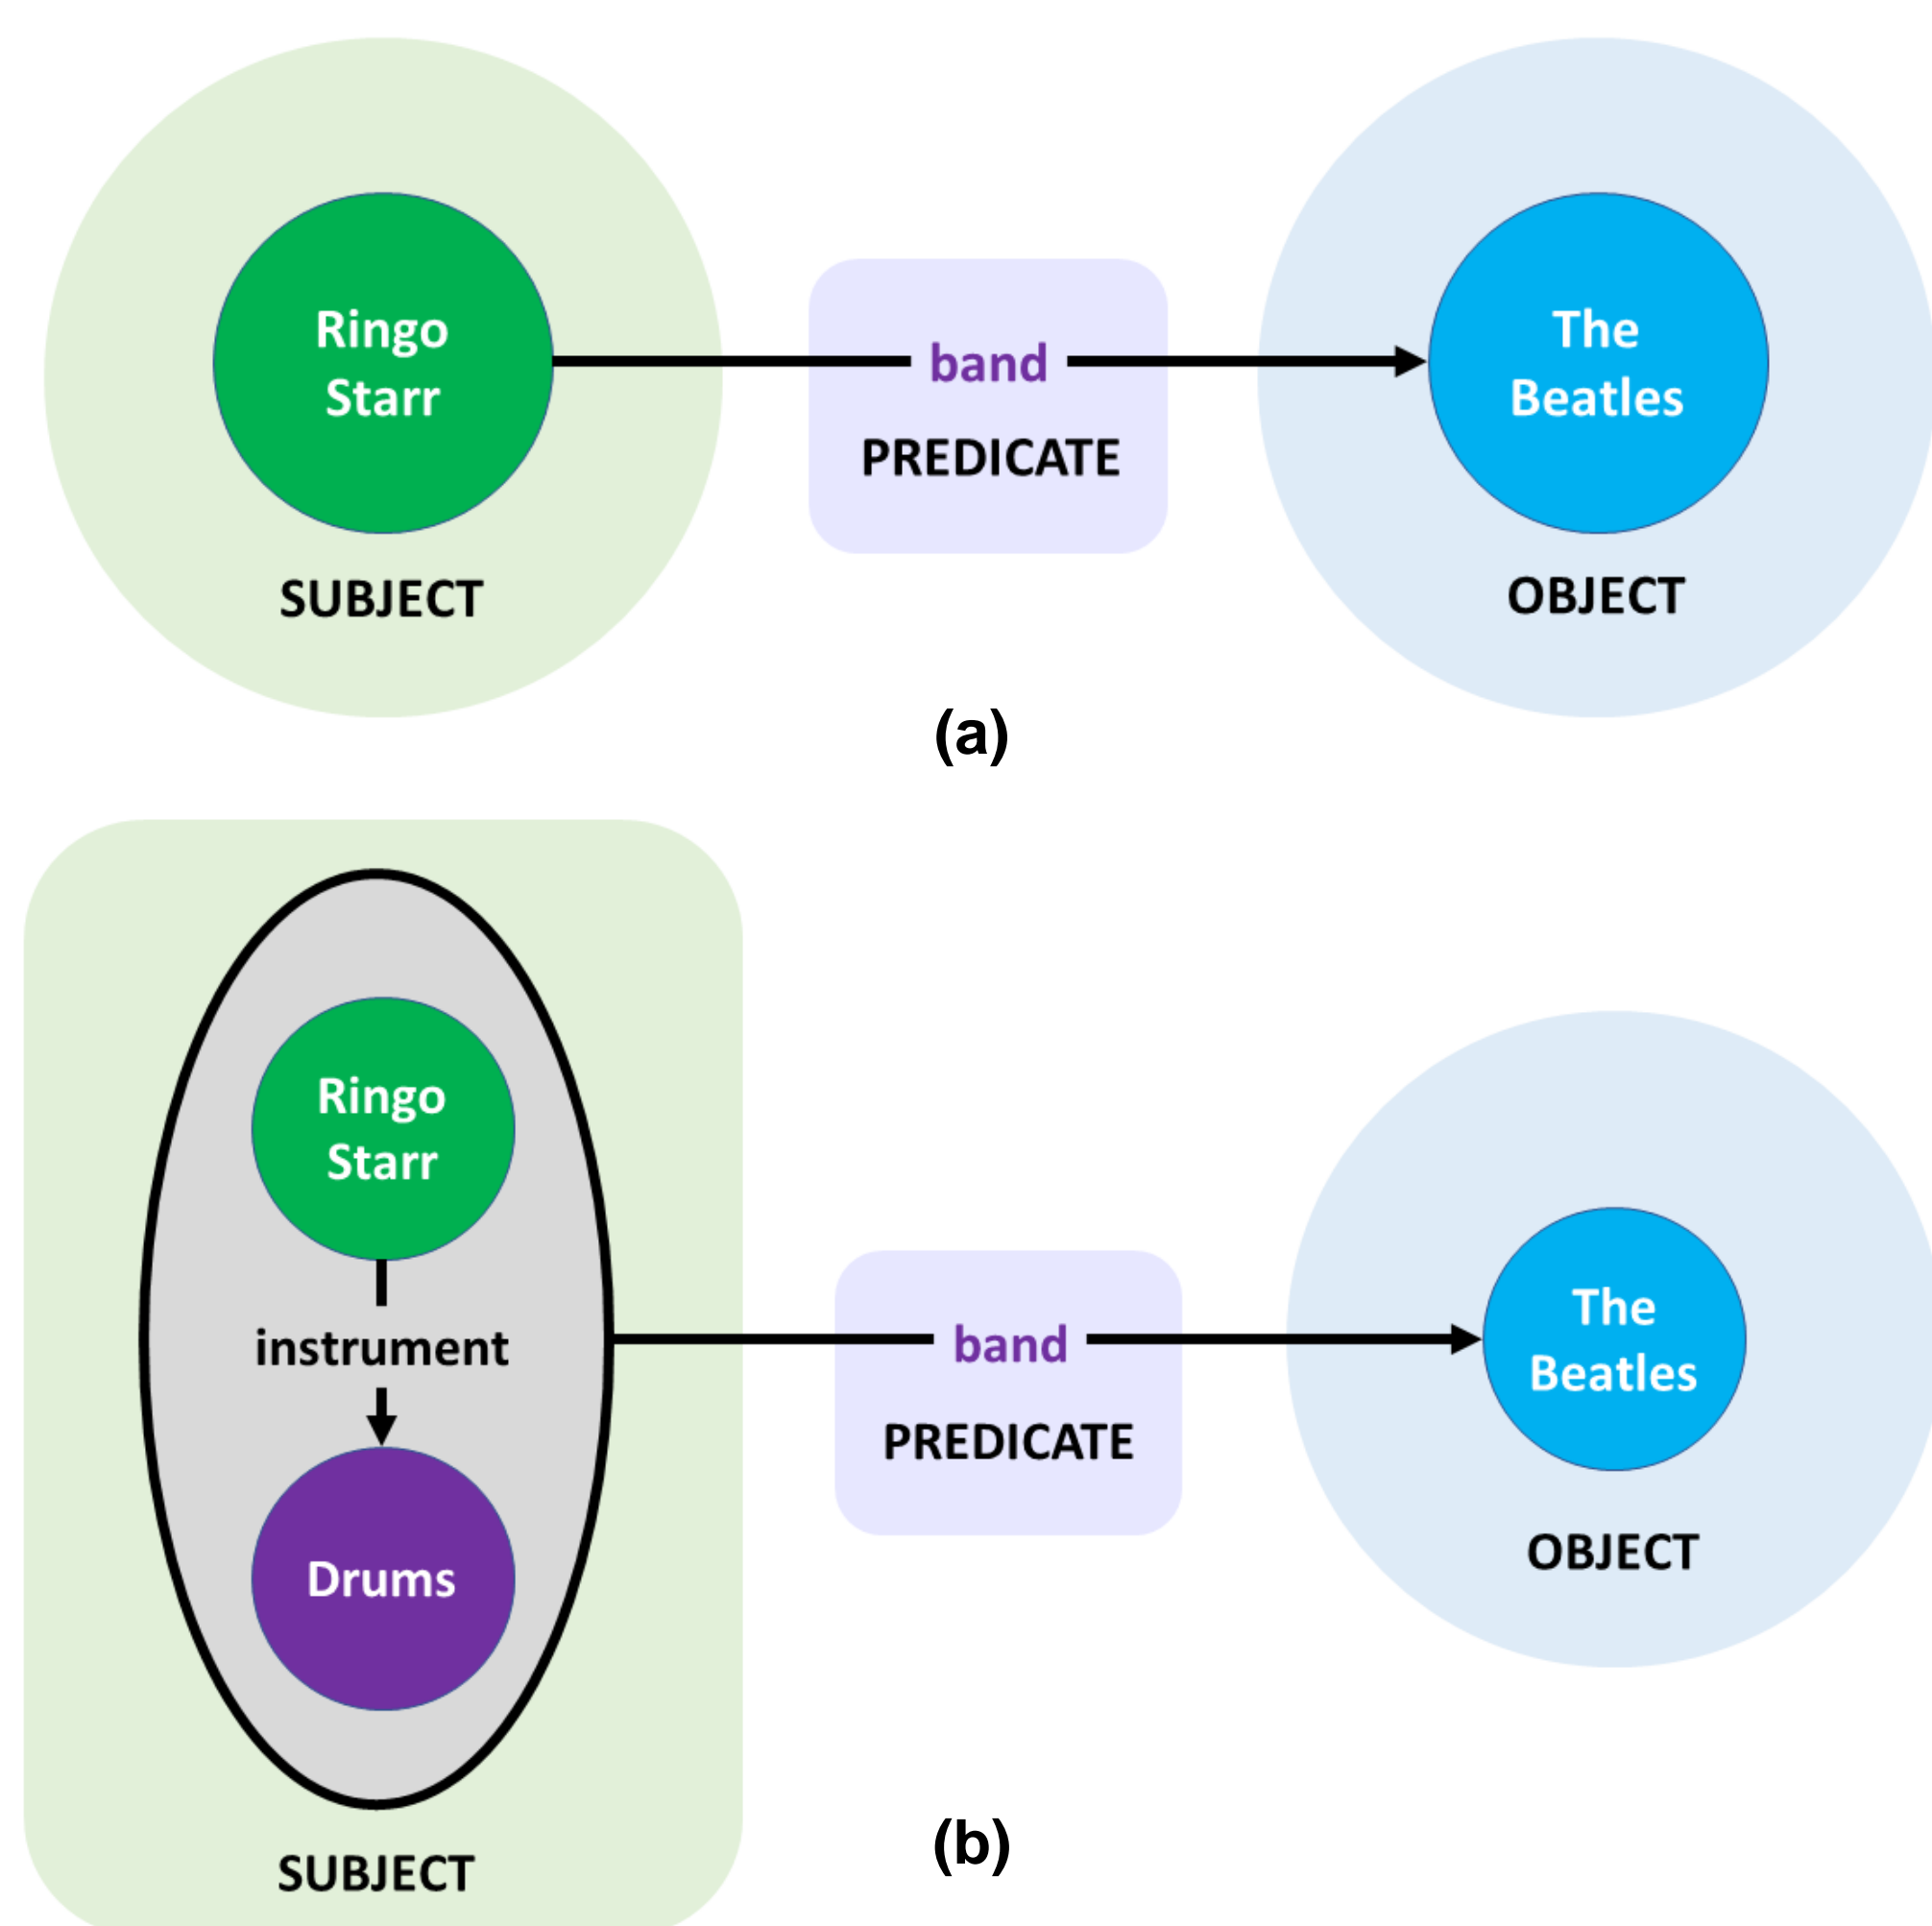 Ringo
Starr
band
The
Beatles
PREDICATE
SUBJECT
OBJECT
(a)
Ringo
Starr
instrument
Drums
band
The
Beatles
PREDICATE
OBJECT
SUBJECT
(b)